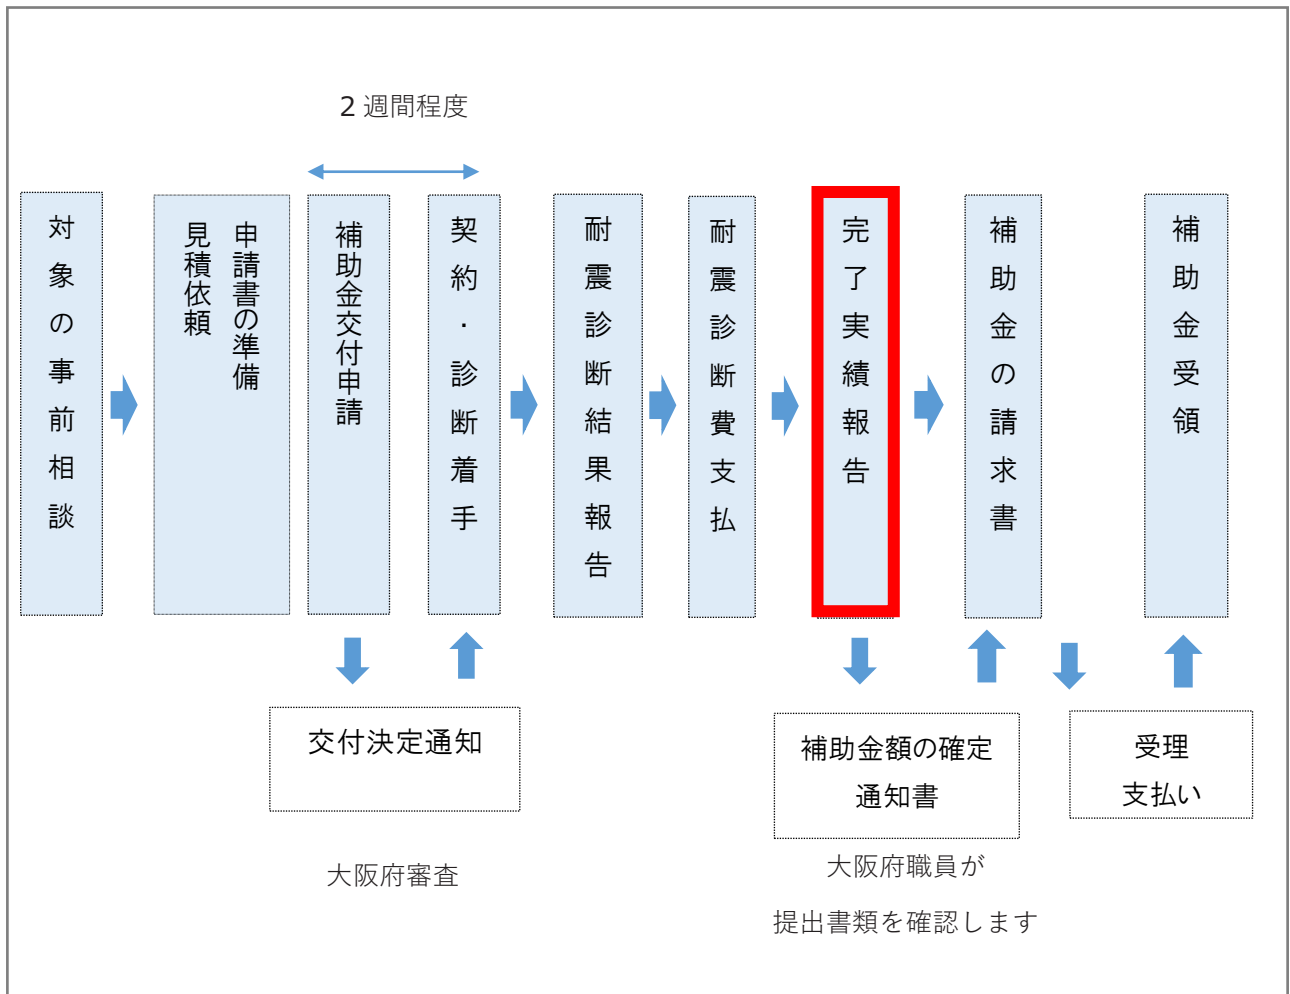 2 週間程度
対象の事前相談
申請書の準備
見積依頼
補助金交付申請
契約・診断着手
耐震診断結果報告
耐震診断費支払
完了実績報告
補助金の請求書
補助金受領
交付決定通知
補助金額の確定
通知書
受理
支払い
大阪府審査
大阪府職員が
提出書類を確認します